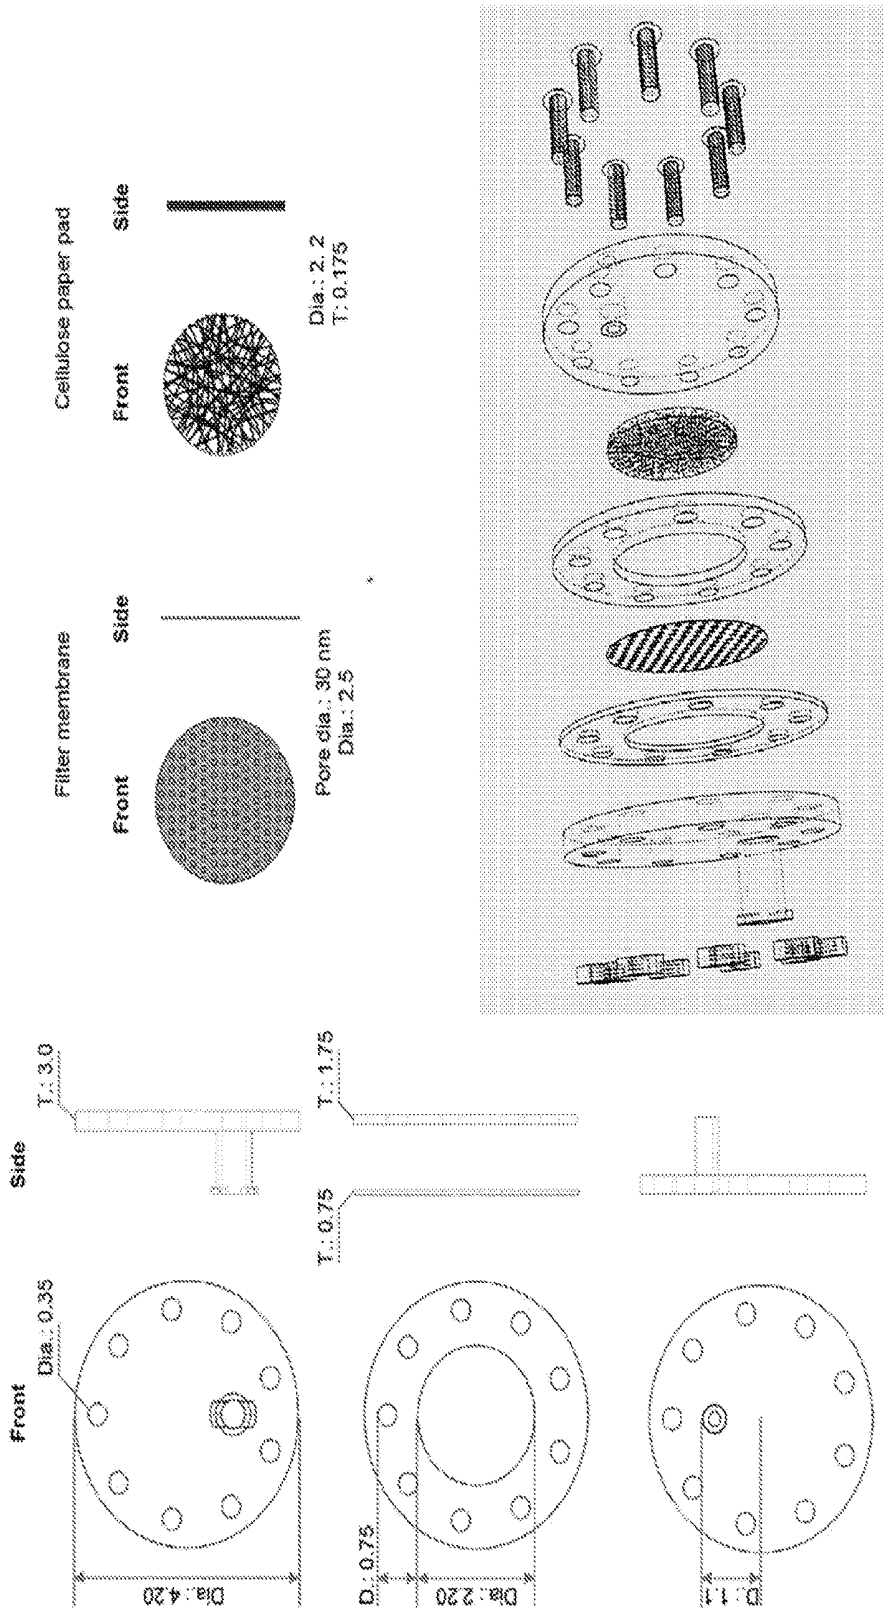 Front
Side
Dia.: 0.35
T.: 3.0
Dia.: 4.20
D.: 0.75
T.: 0.75
T.: 1.75
Dia.: 2.20
D.: 1.1
Filter membrane
Front
Side
Pore dia.: 30 nm
Dia.: 2.5
Cellulose paper pad
Front
Side
Dia.: 2.2
T: 0.175